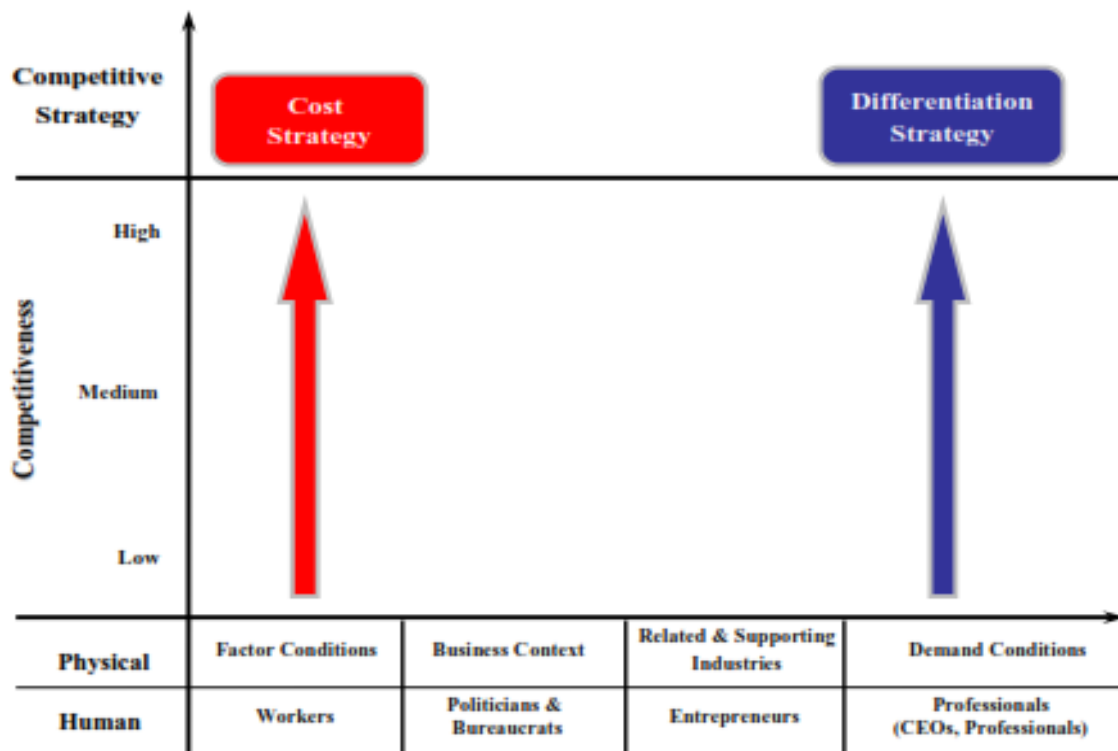 Competitive
Strategy
Cost
Strategy
Differentiation
Strategy
Competitiveness
High
Medium
Low
Physical
Factor Conditions
Business Context
Related & Supporting
Industries
Demand Conditions
Human
Workers
Politicians &
Bureaucrats
Entrepreneurs
Professionals
(CEOs, Professionals)